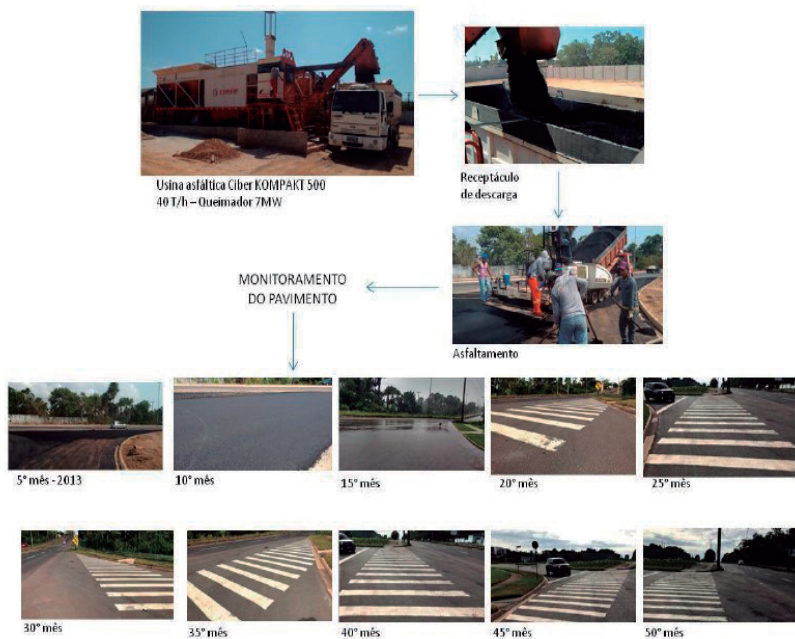 Usina asfáltica Ciber KOMPAKT 500
40 T/h – Queimador 7MW
Receptáculo
de descarga
Asfaltamento
MONITORAMENTO
DO PAVIMENTO
5° mês - 2013
10° mês
15° mês
20° mês
25° mês
30° mês
35° mês
40° mês
45° mês
50° mês